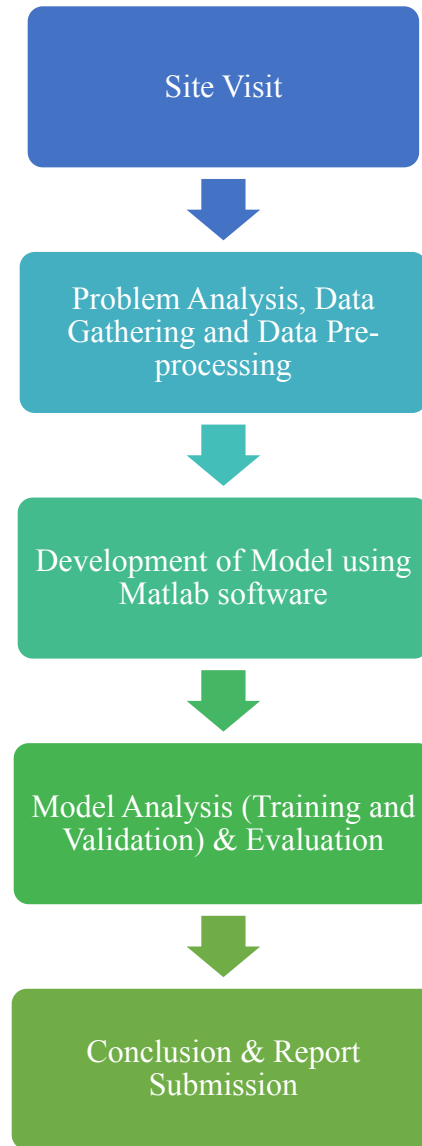 Site Visit
Problem Analysis, Data
Gathering and Data Pre-
processing
Development of Model using
Matlab software
Model Analysis (Training and
Validation) & Evaluation
Conclusion & Report
Submission